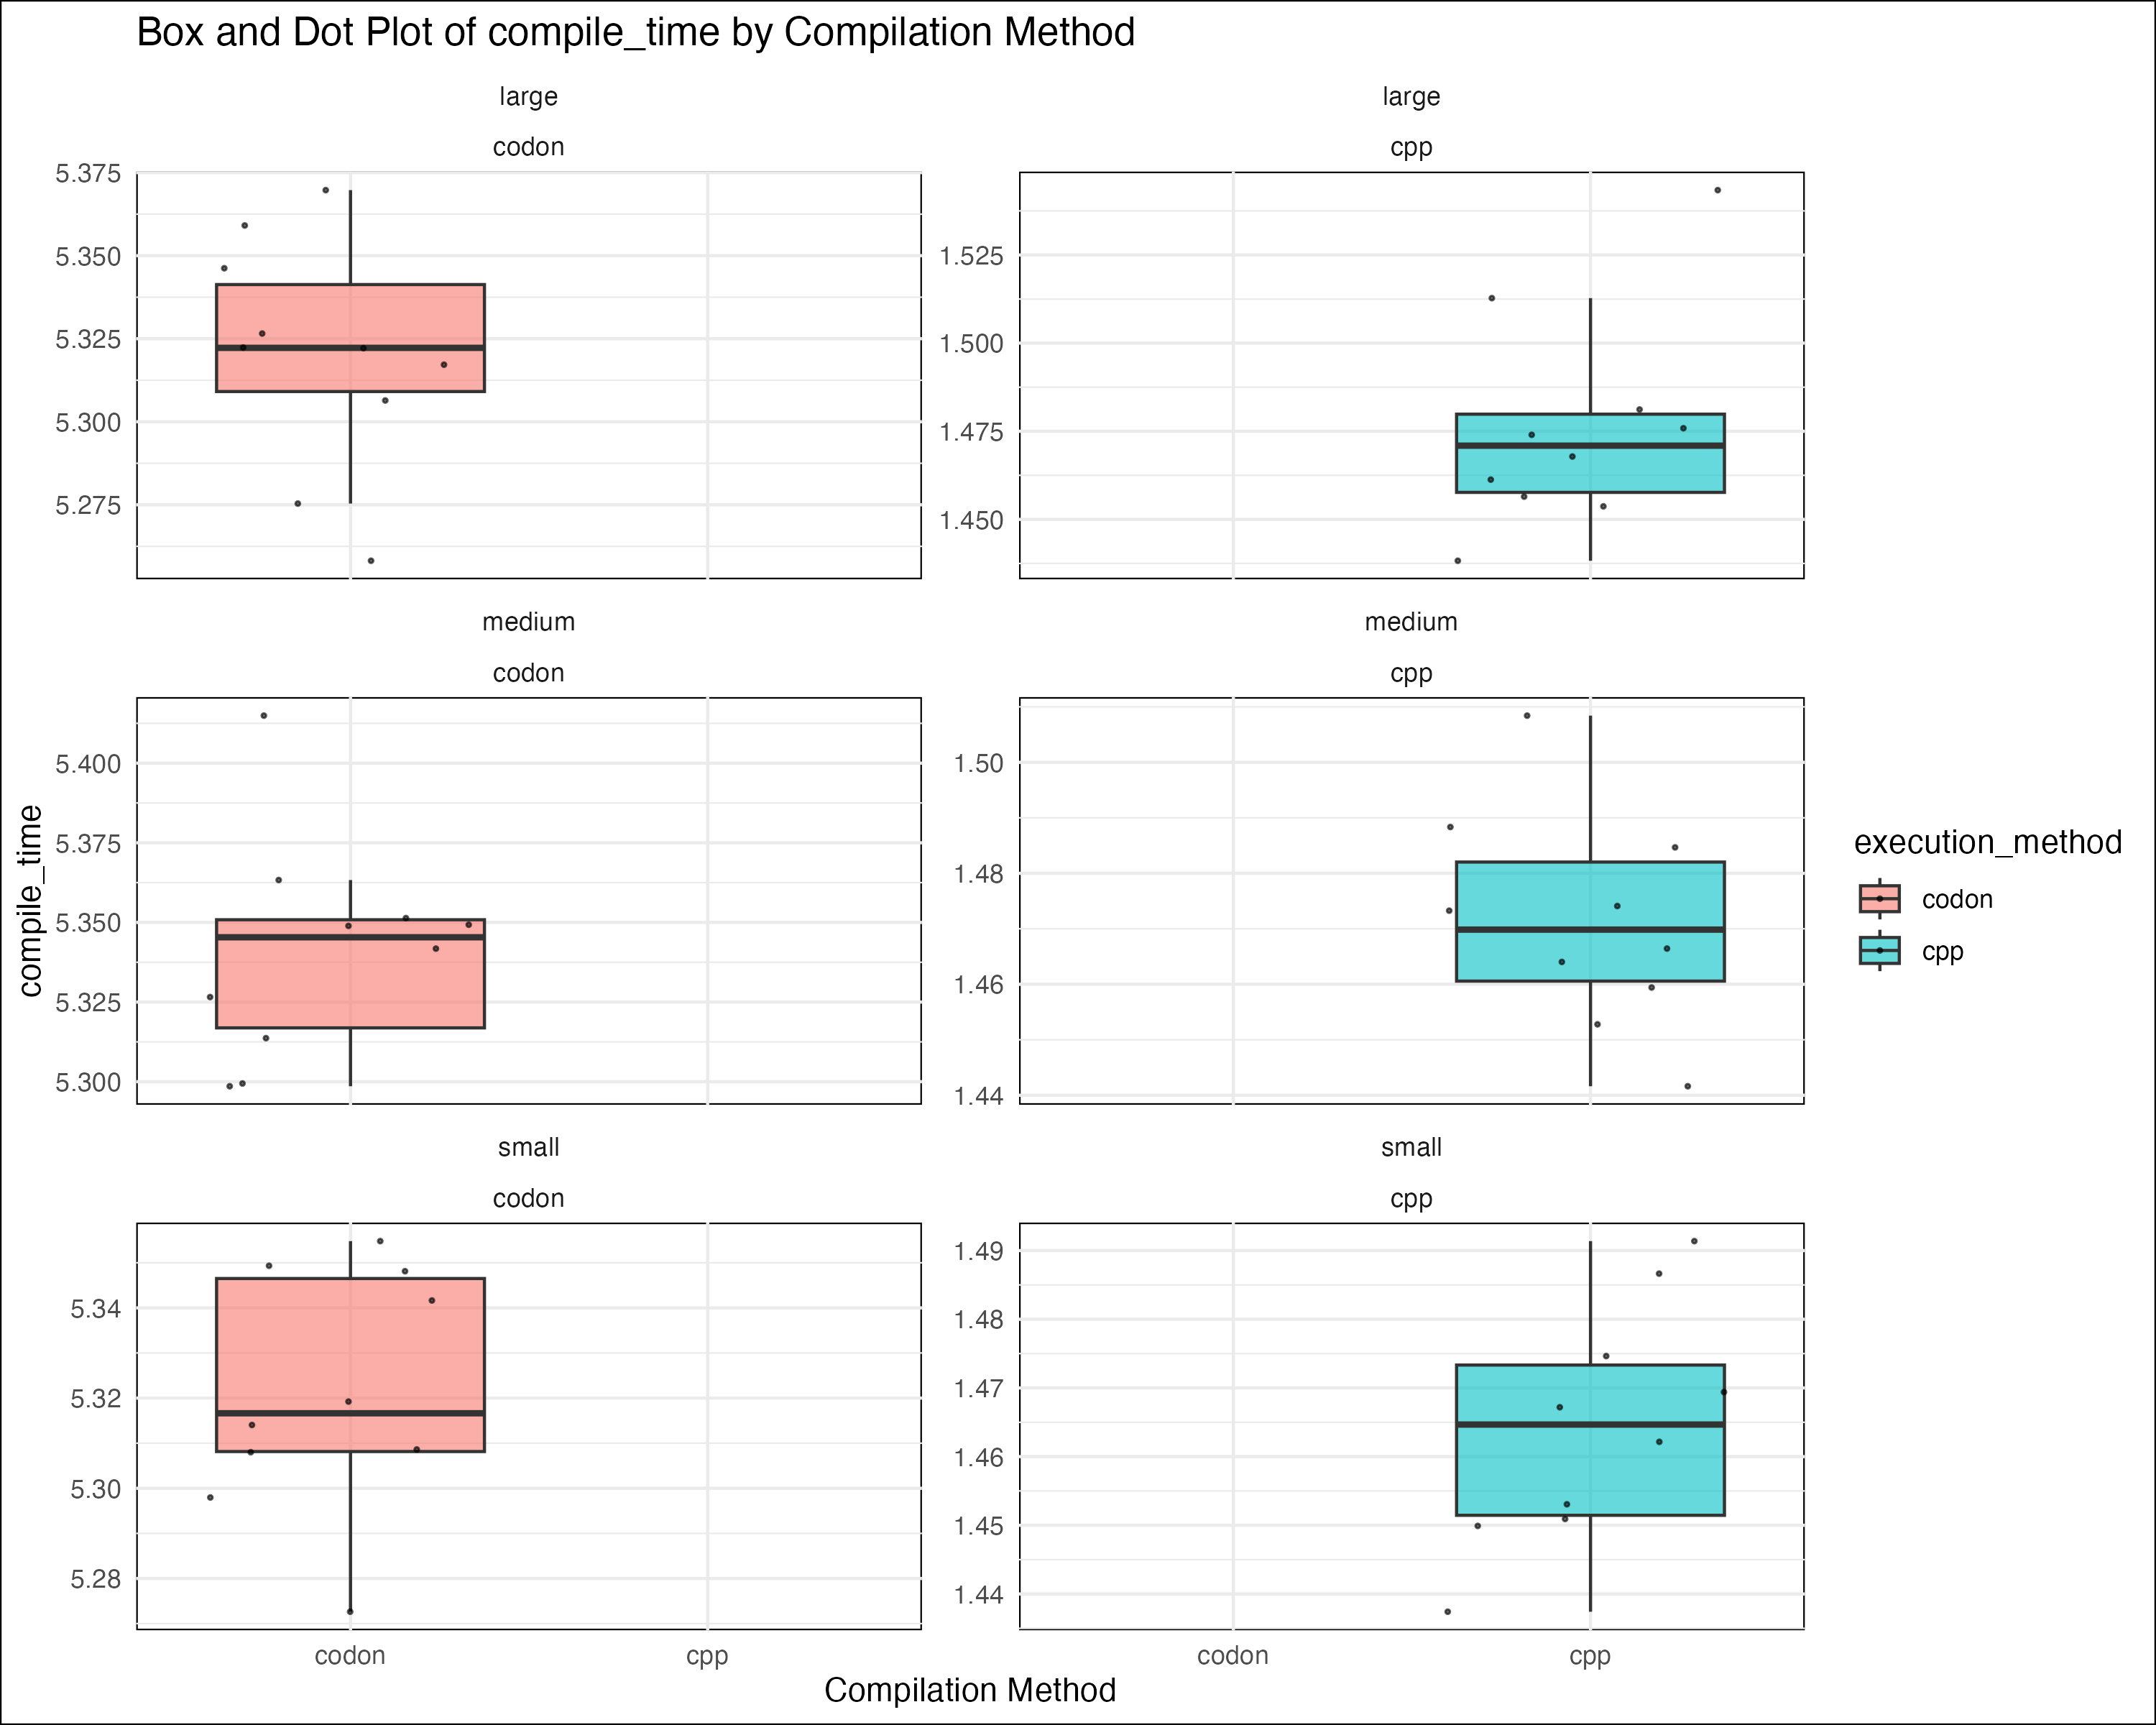 Box and Dot Plot of compile_time by Compilation Method
large
codon
5.375
5.350
5.325
5.300
5.275
large
cpp
1.525
1.500
1.475
1.450
medium
codon
5.400
5.375
5.350
5.325
5.300
medium
cpp
1.50
1.48
1.46
1.44
small
codon
5.34
5.32
5.30
5.28
codon cpp
small
cpp
1.49
1.48
1.47
1.46
1.45
1.44
codon cpp
compile_time
Compilation Method
execution_method
codon
cpp